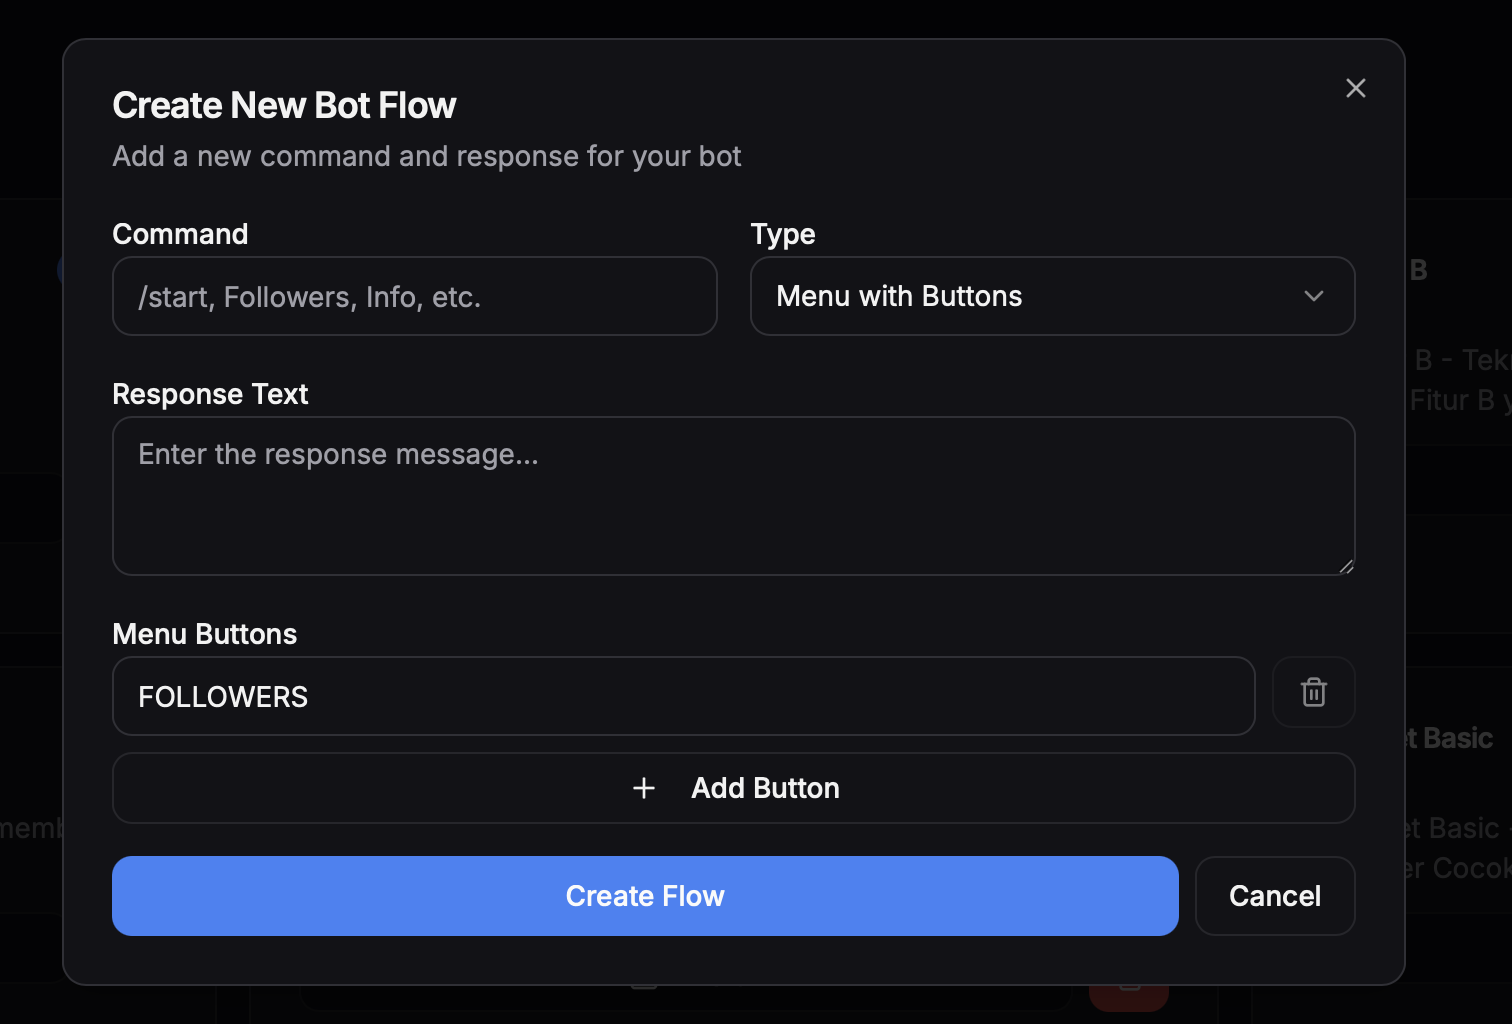 Create New Bot Flow
Add a new command and response for your bot
Command
Type
/start, Followers, Info, etc.
Menu with Buttons
Response Text
Enter the response message...
Menu Buttons
FOLLOWERS
Add Button
Create Flow
Cancel
B
B - Tek
Fitur B
t Basic
et Basic
er Cocok
memb